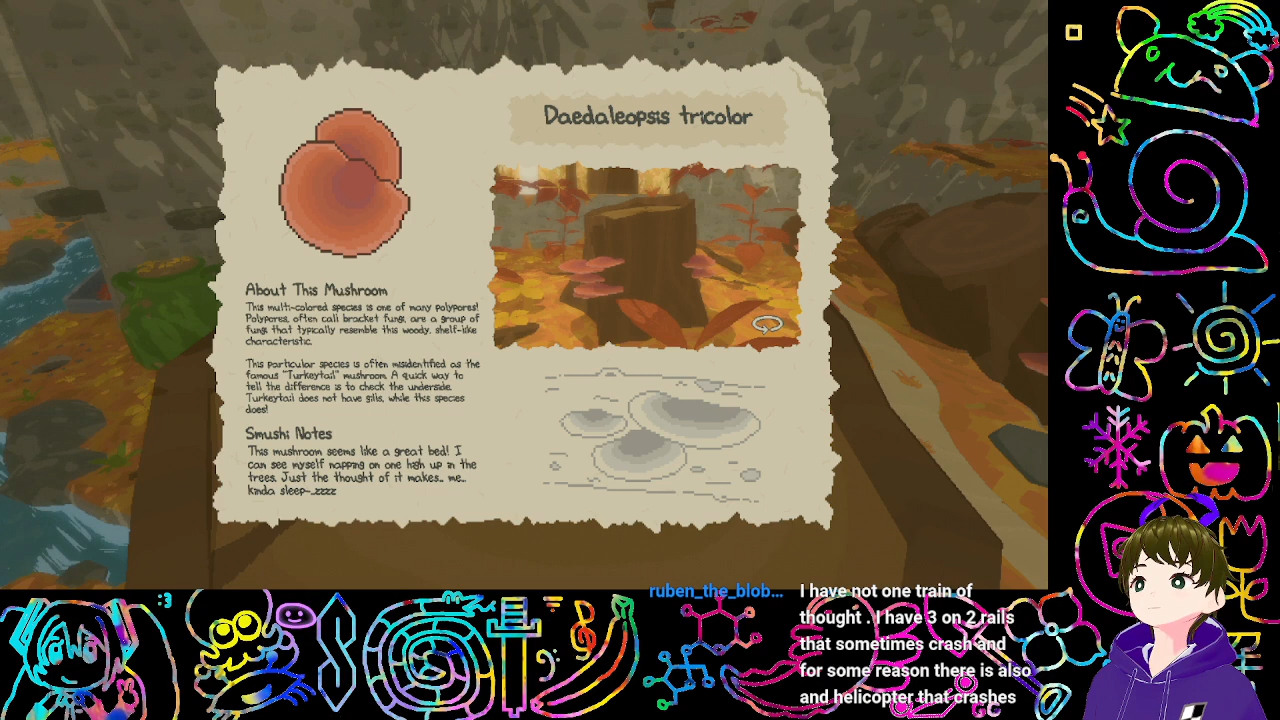 Daedaleopsis tricolor
About This Mushroom
This multi-colored species is one of many polypores!
Polypores, often call bracket fungi, are a group of
fungi that typically resemble this woody, shelf-like
characteristic.
This particular species is often misidentified as the
famous "Turkeytail" mushroom. A quick way to
tell the difference is to check the underside.
Turkeytail does not have gills, while this species
does!
Smushi Notes
This mushroom seems like a great bed! I
can see myself napping on one high up in the
trees. Just the thought of it makes... me...
kinda sleep-...zzzz
:3
ruben_the_blob...
I have not one train of
thought . I have 3 on 2 rails
that sometimes crash and
for some reason there is also
and helicopter that crashes